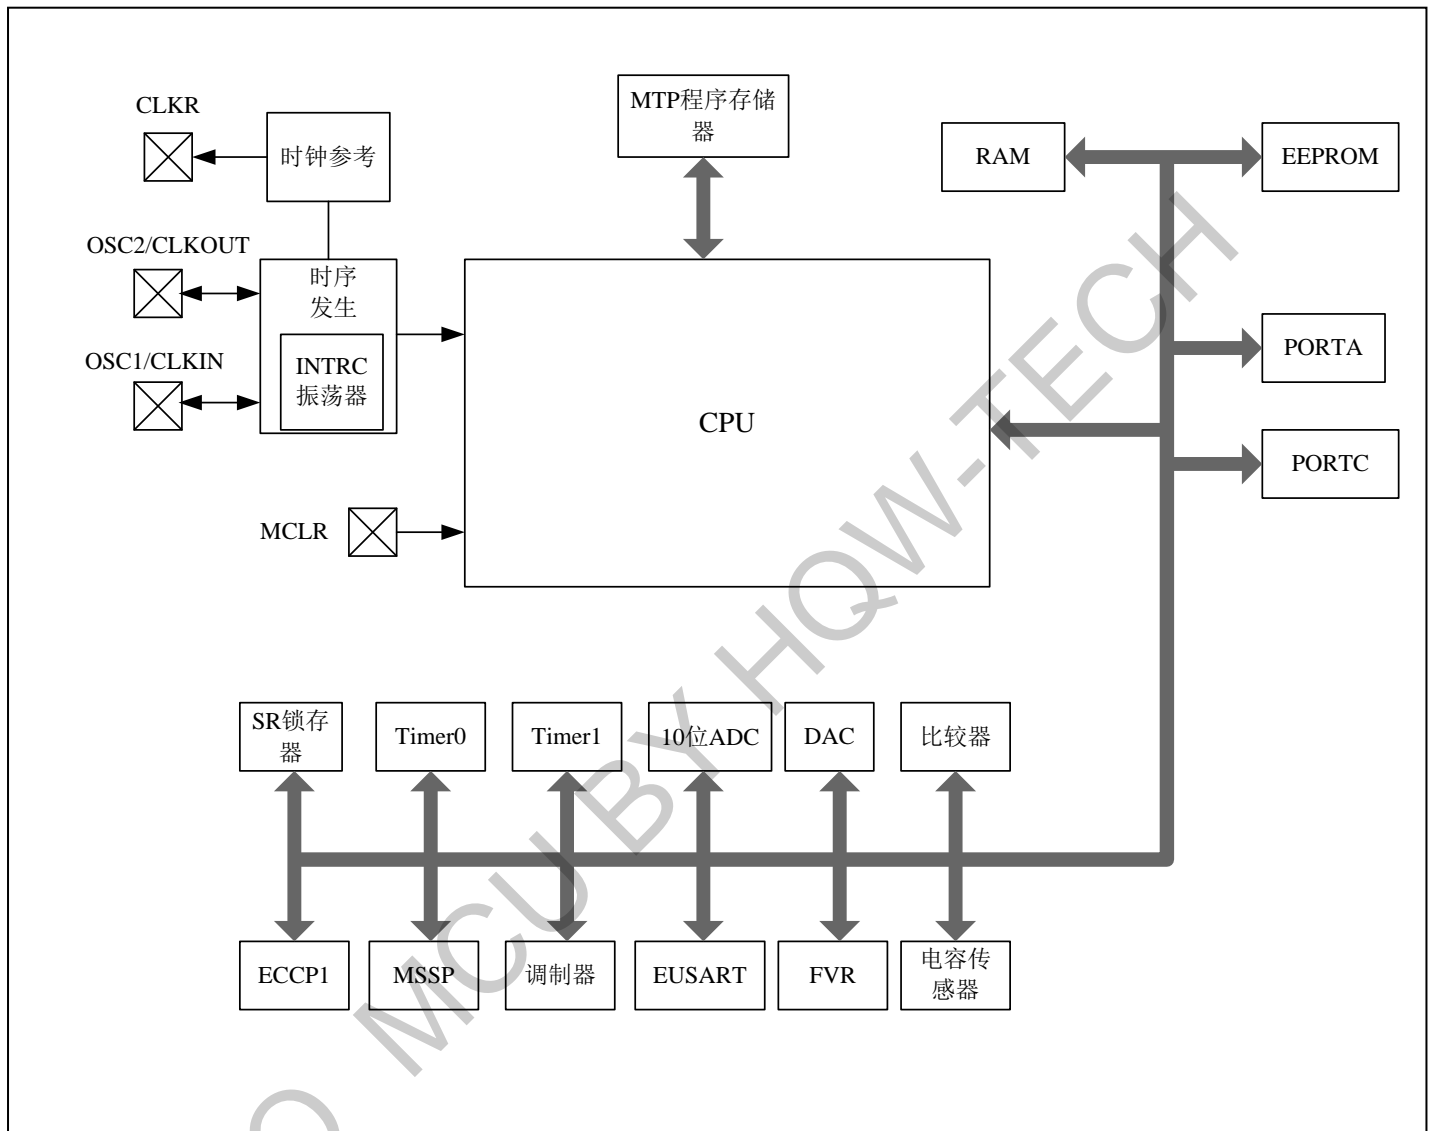 CLKR
时钟参考
MTP程序存储
器
RAM
EEPROM
OSC2/CLKOUT
时序
发生
OSC1/CLKIN
INTRC
振荡器
CPU
PORTA
PORTC
MCLR
SR锁存
器
Timer0
Timer1
10位ADC
DAC
比较器
ECCP1
MSSP
调制器
EUSART
FVR
电容传
感器
MCU BY HQW-TECH